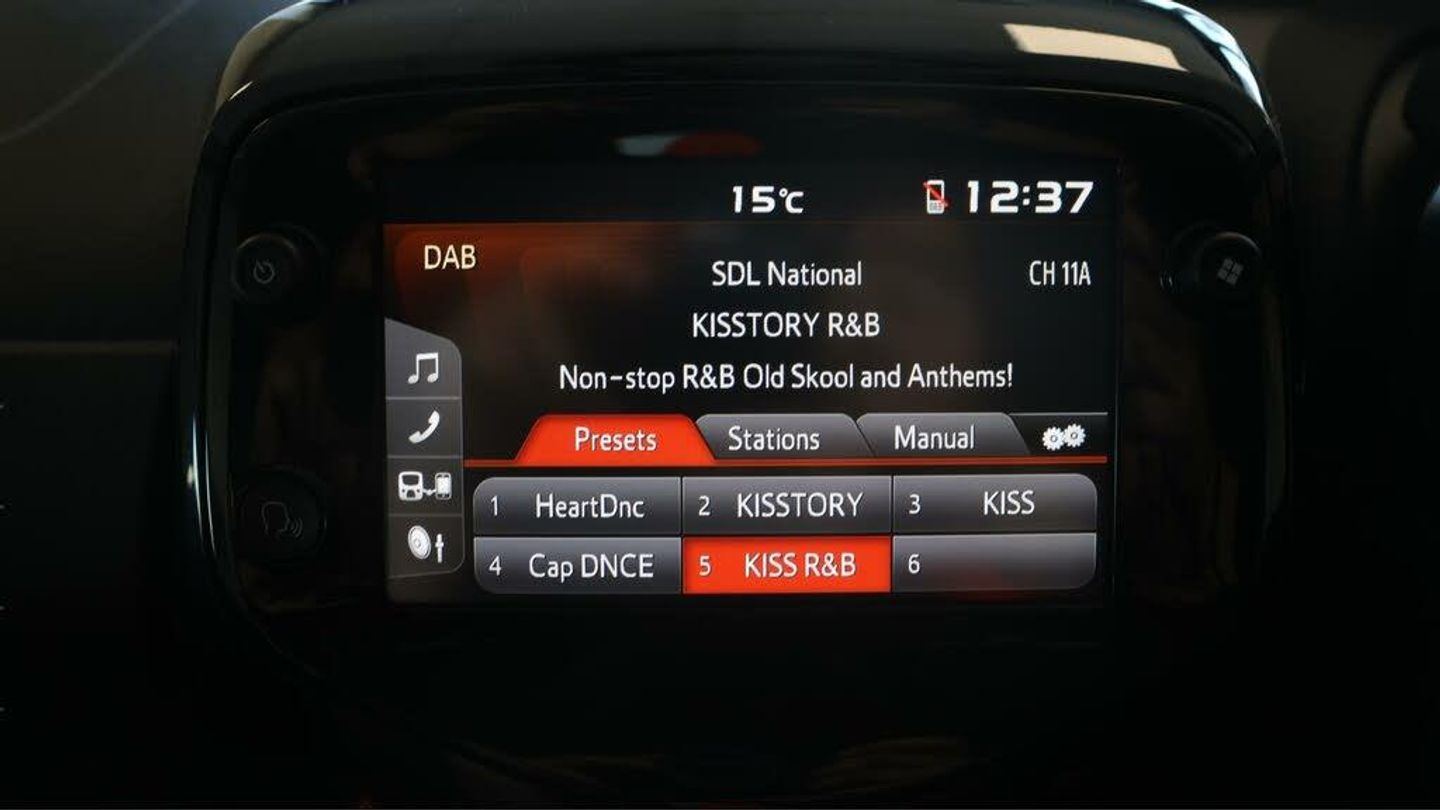 15°C 12:37
DAB
SDL National CH 11A
KISSTORY R&B
Non-stop R&B Old Skool and Anthems!
Presets Stations Manual
1 HeartDnc 2 KISSTORY 3 KISS
4 Cap DNCE 5 KISS R&B 6